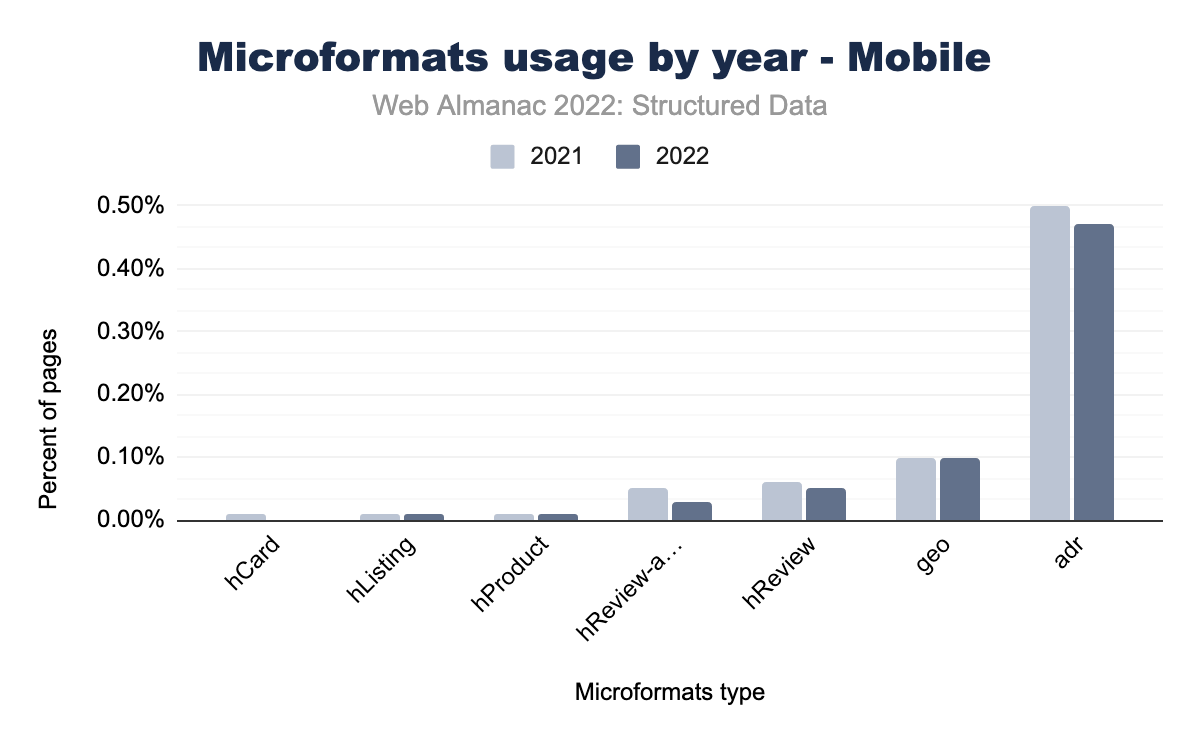 Microformats usage by year - Mobile
Web Almanac 2022: Structured Data
2021 2022
Percent of pages
0.50%
0.40%
0.30%
0.20%
0.10%
0.00%
hCard hListing hProduct hReview-a… hReview geo adr
Microformats type